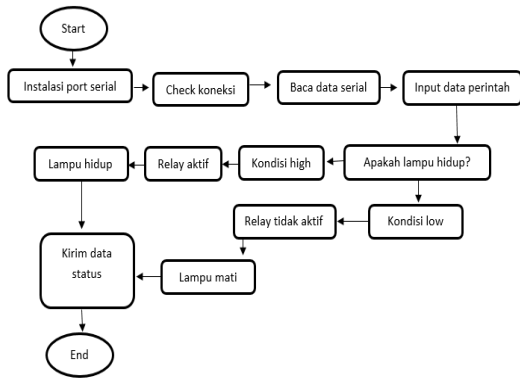 Start
Instalasi port serial
Check koneksi
Baca data serial
Input data perintah
Apakah lampu hidup?
Kondisi high
Relay aktif
Lampu hidup
Kondisi low
Relay tidak aktif
Lampu mati
Kirim data
status
End